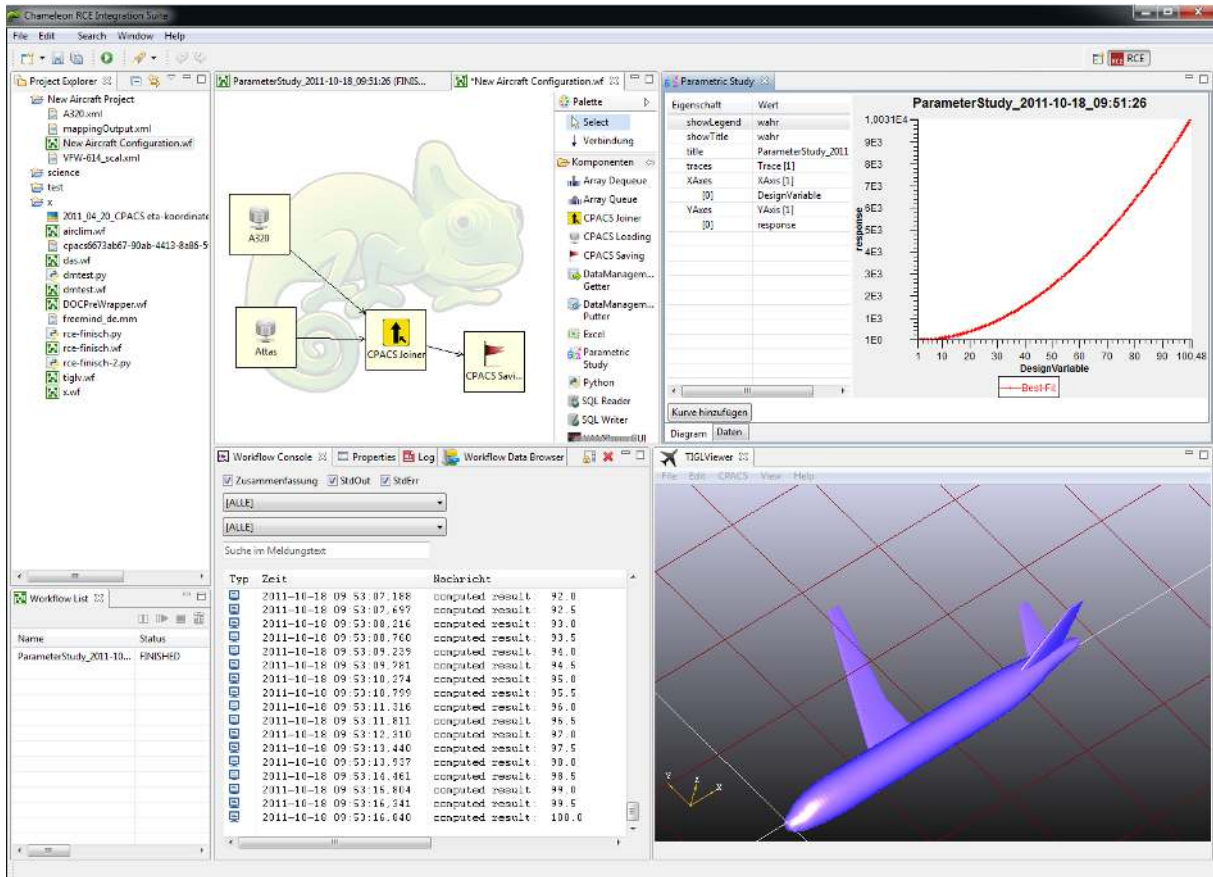 Chameleon RCE Integration Suite
File Edit Search Window Help
RCE
Project Explorer
New Aircraft Project
A320.xml
mappingOutput.xml
New Aircraft Configuration.wf
VFW-614_scal.xml
science
test
x
2011_04_20_CPACS eta-koordinate
airclim.wf
cpacs6673ab67-90ab-4413-8a86-5
das.wf
dmtest.py
dmtest.wf
DOCPreWrapper.wf
freemind_de.mm
rce-finisch.py
rce-finisch.wf
rce-finisch-2.py
tiglv.wf
x.wf
Workflow List
Name Status
ParameterStudy_2011-10... FINISHED
ParameterStudy_2011-10-18_09:51:26 [FINIS...
*New Aircraft Configuration.wf
A320
Attas
CPACS Joiner
CPACS Savi...
Palette
Select
Verbindung
Komponenten
Array Dequeue
Array Queue
CPACS Joiner
CPACS Loading
CPACS Saving
DataManagem...
Getter
DataManagem...
Putter
Excel
Parametric
Study
Python
SQL Reader
SQL Writer
Parametric Study
Eigenschaft Wert
showLegend wahr
showTitle wahr
title ParameterStudy_2011
traces Trace [1]
XAxes XAxis [1]
[0] DesignVariable
YAxes YAxis [1]
[0] response
Kurve hinzufügen
Diagram Daten
ParameterStudy_2011-10-18_09:51:26
1,0031E4
9E3
8E3
7E3
6E3
5E3
4E3
3E3
2E3
1E3
1E0
response
1 10 20 30 40 50 60 70 80 90 100,48
DesignVariable
Best-Fit
Workflow Console Properties Log Workflow Data Browser
Zusammenfassung StdOut StdErr
[ALLE]
[ALLE]
Suche im Meldungstext
Typ Zeit Nachricht
2011-10-18 09:53:07,188 computed result: 92.0
2011-10-18 09:53:07,697 computed result: 92.5
2011-10-18 09:53:08,216 computed result: 93.0
2011-10-18 09:53:08,760 computed result: 93.5
2011-10-18 09:53:09,239 computed result: 94.0
2011-10-18 09:53:09,781 computed result: 94.5
2011-10-18 09:53:10,274 computed result: 95.0
2011-10-18 09:53:10,799 computed result: 95.5
2011-10-18 09:53:11,316 computed result: 96.0
2011-10-18 09:53:11,811 computed result: 96.5
2011-10-18 09:53:12,310 computed result: 97.0
2011-10-18 09:53:13,440 computed result: 97.5
2011-10-18 09:53:13,937 computed result: 98.0
2011-10-18 09:53:14,461 computed result: 98.5
2011-10-18 09:53:15,804 computed result: 99.0
2011-10-18 09:53:16,341 computed result: 99.5
2011-10-18 09:53:16,840 computed result: 100.0
TIGLViewer
File Edit CPACS View Help
Y Z X